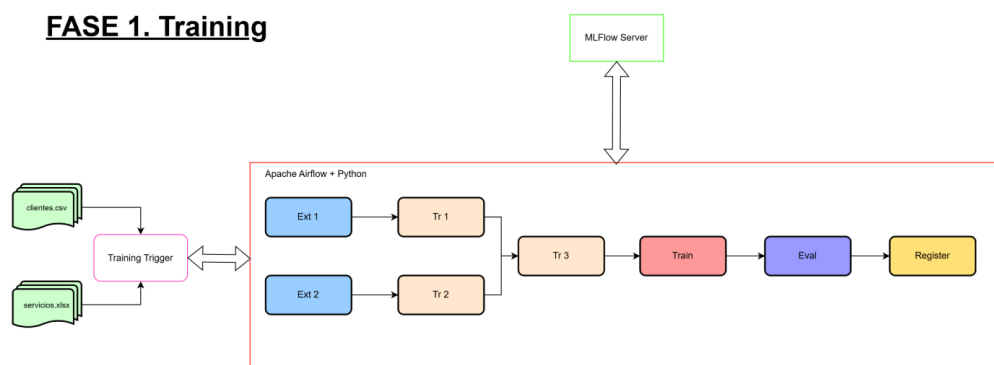 FASE 1. Training
MLFlow Server
Apache Airflow + Python
clientes.csv
Ext 1
Tr 1
Training Trigger
Tr 3
Train
Eval
Register
servicios.xlsx
Ext 2
Tr 2